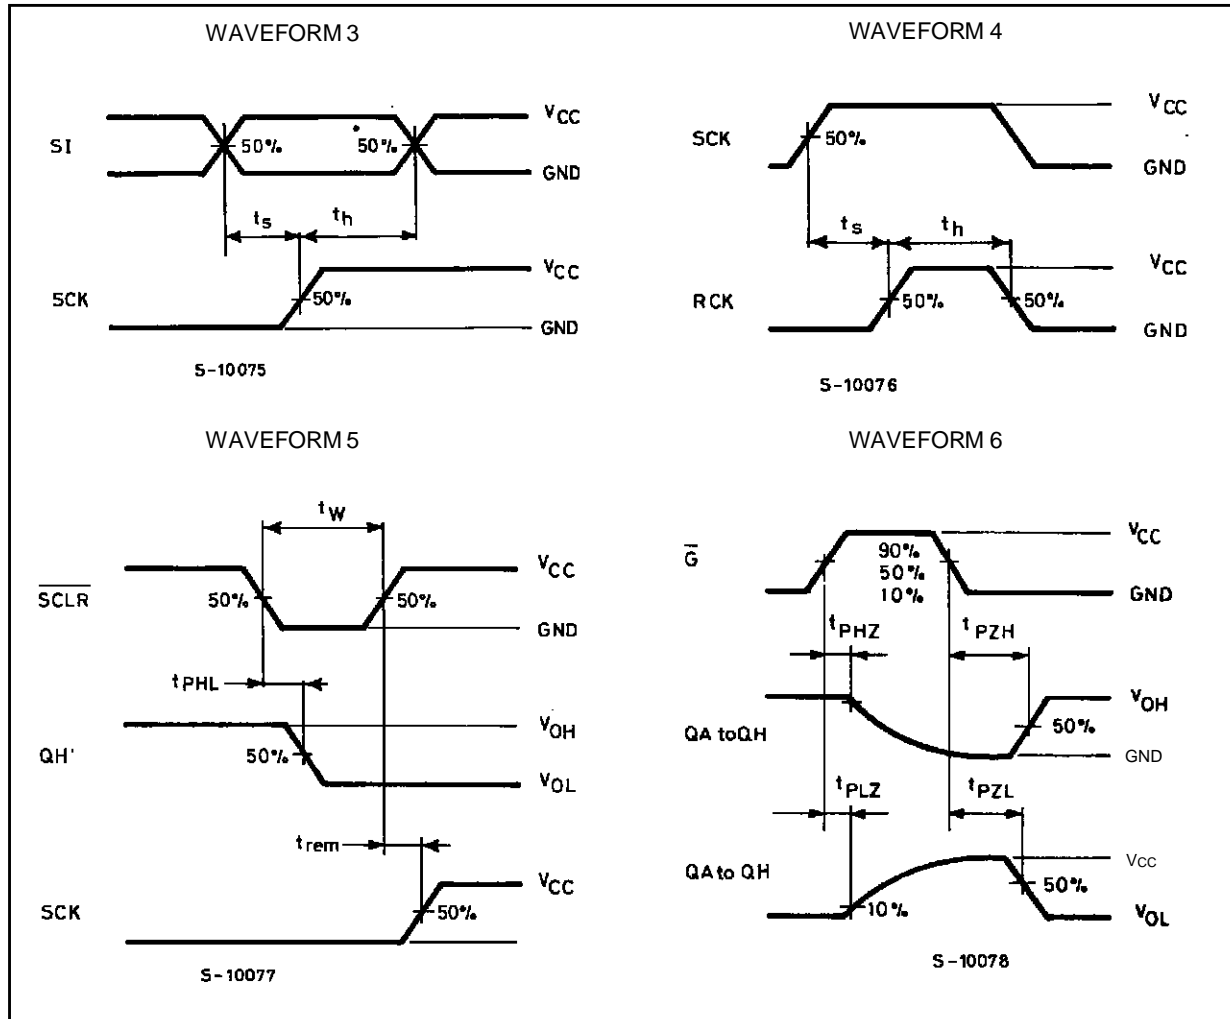 WAVEFORM 3
SI
50%
50%
VCC
GND
ts
th
SCK
50%
VCC
GND
S-10075
WAVEFORM 4
SCK
50%
VCC
GND
ts
th
RCK
50%
50%
VCC
GND
S-10076
WAVEFORM 5
tW
SCLR
50%
50%
VCC
GND
tPHL
QH'
50%
VOH
VOL
trem
SCK
50%
VCC
S-10077
WAVEFORM 6
G
90%
50%
10%
VCC
GND
tPHZ
tPZH
QA to QH
50%
VOH
GND
tPLZ
tPZL
QA to QH
10%
50%
VCC
VOL
S-10078